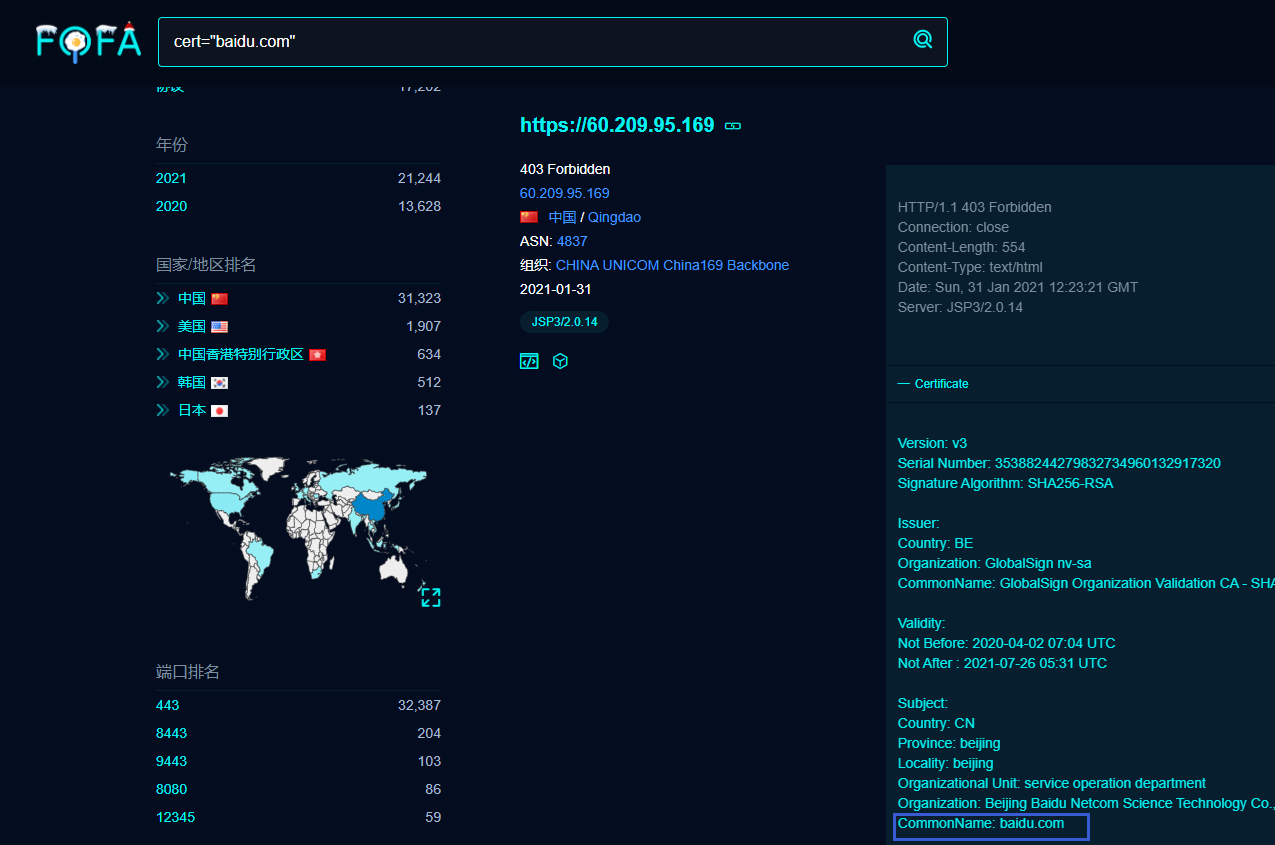 FOFA
cert="baidu.com"
协议 17,202
年份
2021 21,244
2020 13,628
国家/地区排名
中国 31,323
美国 1,907
中国香港特别行政区 634
韩国 512
日本 137
端口排名
443 32,387
8443 204
9443 103
8080 86
12345 59
https://60.209.95.169
403 Forbidden
60.209.95.169
中国 / Qingdao
ASN: 4837
组织: CHINA UNICOM China169 Backbone
2021-01-31
JSP3/2.0.14
HTTP/1.1 403 Forbidden
Connection: close
Content-Length: 554
Content-Type: text/html
Date: Sun, 31 Jan 2021 12:23:21 GMT
Server: JSP3/2.0.14
— Certificate
Version: v3
Serial Number: 35388244279832734960132917320
Signature Algorithm: SHA256-RSA
Issuer:
Country: BE
Organization: GlobalSign nv-sa
CommonName: GlobalSign Organization Validation CA - SHA
Validity:
Not Before: 2020-04-02 07:04 UTC
Not After : 2021-07-26 05:31 UTC
Subject:
Country: CN
Province: beijing
Locality: beijing
Organizational Unit: service operation department
Organization: Beijing Baidu Netcom Science Technology Co.,
CommonName: baidu.com